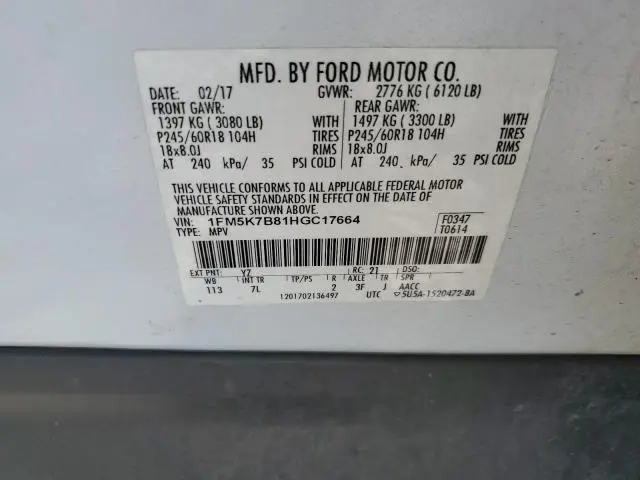 MFD. BY FORD MOTOR CO.
DATE: 02/17 GVWR: 2776 KG ( 6120 LB)
FRONT GAWR: REAR GAWR:
1397 KG ( 3080 LB) WITH 1497 KG ( 3300 LB) WITH
P245/60R18 104H TIRES P245/60R18 104H TIRES
18x8.0J RIMS 18x8.0J RIMS
AT 240 kPa/ 35 PSI COLD AT 240 kPa/ 35 PSI COLD
THIS VEHICLE CONFORMS TO ALL APPLICABLE FEDERAL MOTOR
VEHICLE SAFETY STANDARDS IN EFFECT ON THE DATE OF
MANUFACTURE SHOWN ABOVE.
VIN: 1FM5K7B81HGC17664 F0347
TYPE: MPV T0614
EXT PNT: Y7 RC: 21 DSO:
WB INT TR TP/PS R AXLE TR SPR
113 7L 2 3F J AACC
1201702136497 UTC ▽5U5A-1520472-BA